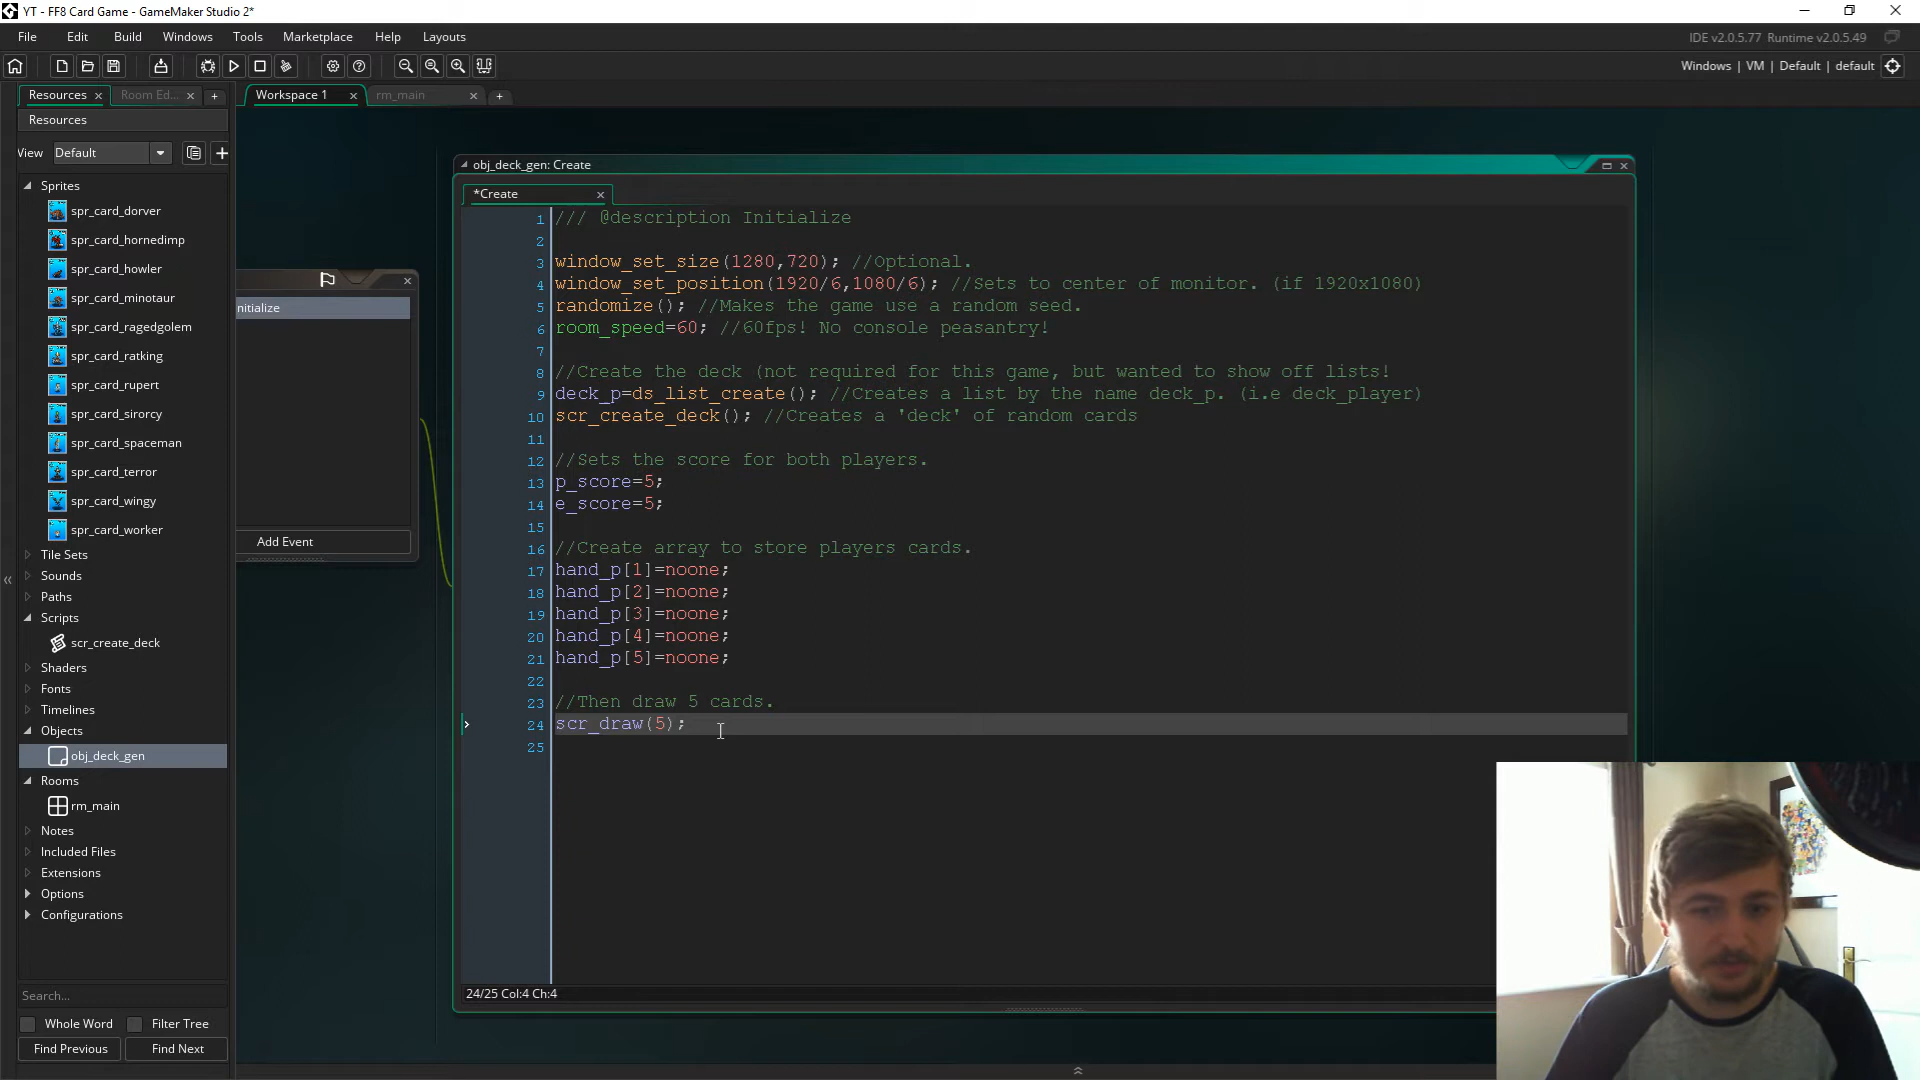 YT - FF8 Card Game - GameMaker Studio 2*
File Edit Build Windows Tools Marketplace Help Layouts
IDE v2.0.5.77 Runtime v2.0.5.49
Windows | VM | Default | default
Resources Room Ed...
Workspace 1 rm_main
Resources
View Default
Sprites
spr_card_dorver
spr_card_hornedimp
spr_card_howler
spr_card_minotaur
spr_card_ragedgolem
spr_card_ratking
spr_card_rupert
spr_card_sirorcy
spr_card_spaceman
spr_card_terror
spr_card_wingy
spr_card_worker
Tile Sets
Sounds
Paths
Scripts
scr_create_deck
Shaders
Fonts
Timelines
Objects
obj_deck_gen
Rooms
rm_main
Notes
Included Files
Extensions
Options
Configurations
Search...
Whole Word Filter Tree
Find Previous Find Next
nitialize
Add Event
obj_deck_gen: Create
*Create
1 /// @description Initialize
2
3 window_set_size(1280,720); //Optional.
4 window_set_position(1920/6,1080/6); //Sets to center of monitor. (if 1920x1080)
5 randomize(); //Makes the game use a random seed.
6 room_speed=60; //60fps! No console peasantry!
7
8 //Create the deck (not required for this game, but wanted to show off lists!
9 deck_p=ds_list_create(); //Creates a list by the name deck_p. (i.e deck_player)
10 scr_create_deck(); //Creates a 'deck' of random cards
11
12 //Sets the score for both players.
13 p_score=5;
14 e_score=5;
15
16 //Create array to store players cards.
17 hand_p[1]=noone;
18 hand_p[2]=noone;
19 hand_p[3]=noone;
20 hand_p[4]=noone;
21 hand_p[5]=noone;
22
23 //Then draw 5 cards.
24 scr_draw(5);
25
24/25 Col:4 Ch:4